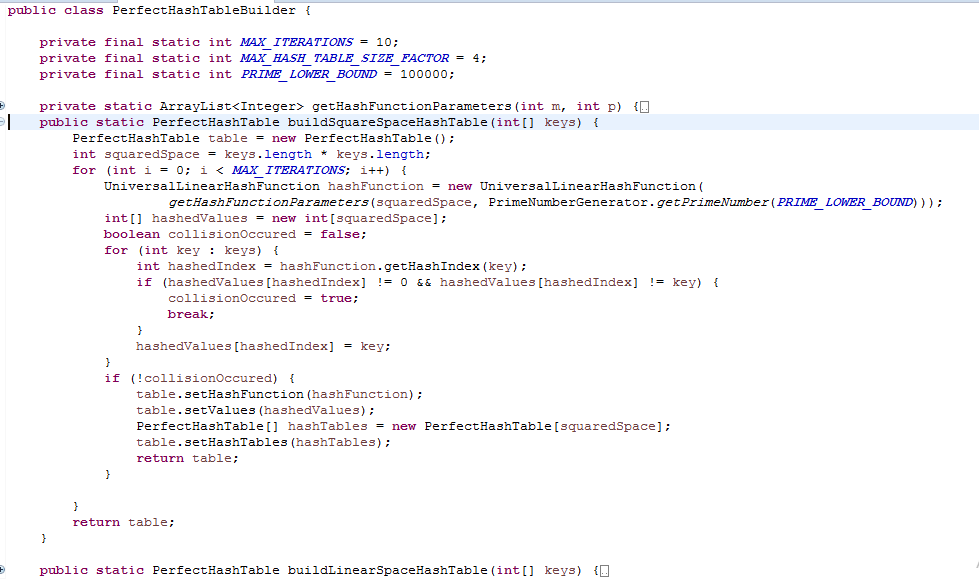 public class PerfectHashTableBuilder {
    private final static int MAX_ITERATIONS = 10;
    private final static int MAX_HASH_TABLE_SIZE_FACTOR = 4;
    private final static int PRIME_LOWER_BOUND = 100000;
    private static ArrayList<Integer> getHashFunctionParameters(int m, int p) {
    public static PerfectHashTable buildSquareSpaceHashTable(int[] keys) {
        PerfectHashTable table = new PerfectHashTable();
        int squaredSpace = keys.length * keys.length;
        for (int i = 0; i < MAX_ITERATIONS; i++) {
            UniversalLinearHashFunction hashFunction = new UniversalLinearHashFunction(
                    getHashFunctionParameters(squaredSpace, PrimeNumberGenerator.getPrimeNumber(PRIME_LOWER_BOUND)));
            int[] hashedValues = new int[squaredSpace];
            boolean collisionOccured = false;
            for (int key : keys) {
                int hashedIndex = hashFunction.getHashIndex(key);
                if (hashedValues[hashedIndex] != 0 && hashedValues[hashedIndex] != key) {
                    collisionOccured = true;
                    break;
                }
                hashedValues[hashedIndex] = key;
            }
            if (!collisionOccured) {
                table.setHashFunction(hashFunction);
                table.setValues(hashedValues);
                PerfectHashTable[] hashTables = new PerfectHashTable[squaredSpace];
                table.setHashTables(hashTables);
                return table;
            }
        }
        return table;
    }
    public static PerfectHashTable buildLinearSpaceHashTable(int[] keys) {